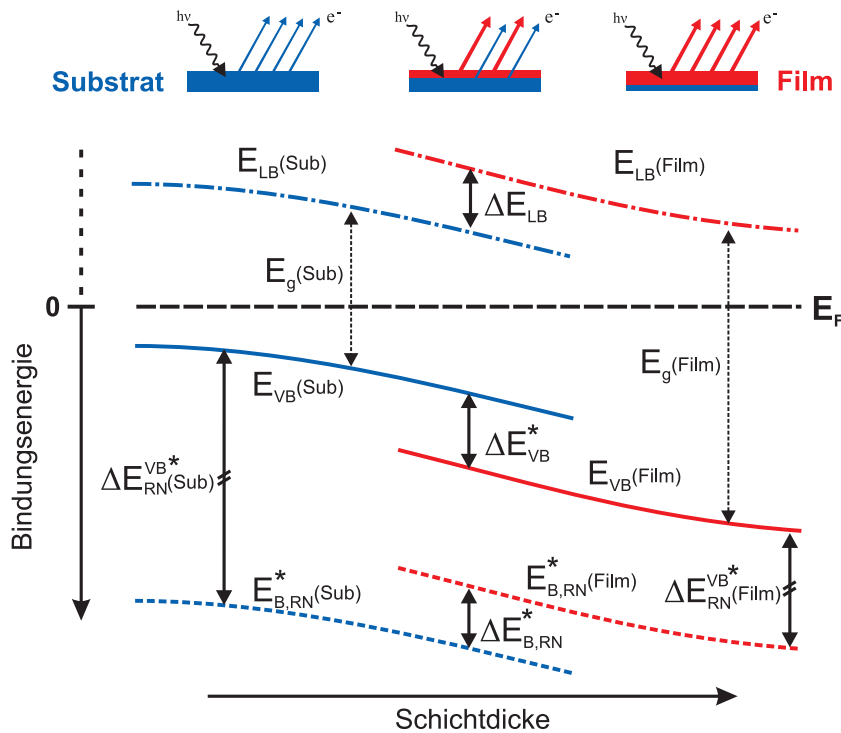 hν e⁻ hν e⁻ hν e⁻
Substrat Film
E_LB(Sub) E_LB(Film)
ΔE_LB
E_g(Sub)
0 E_F
E_g(Film)
E_VB(Sub)
ΔE*_VB
ΔE^VB*_RN(Sub) E_VB(Film)
E*_B,RN(Sub) E*_B,RN(Film) ΔE^VB*_RN(Film)
ΔE*_B,RN
Bindungsenergie
Schichtdicke